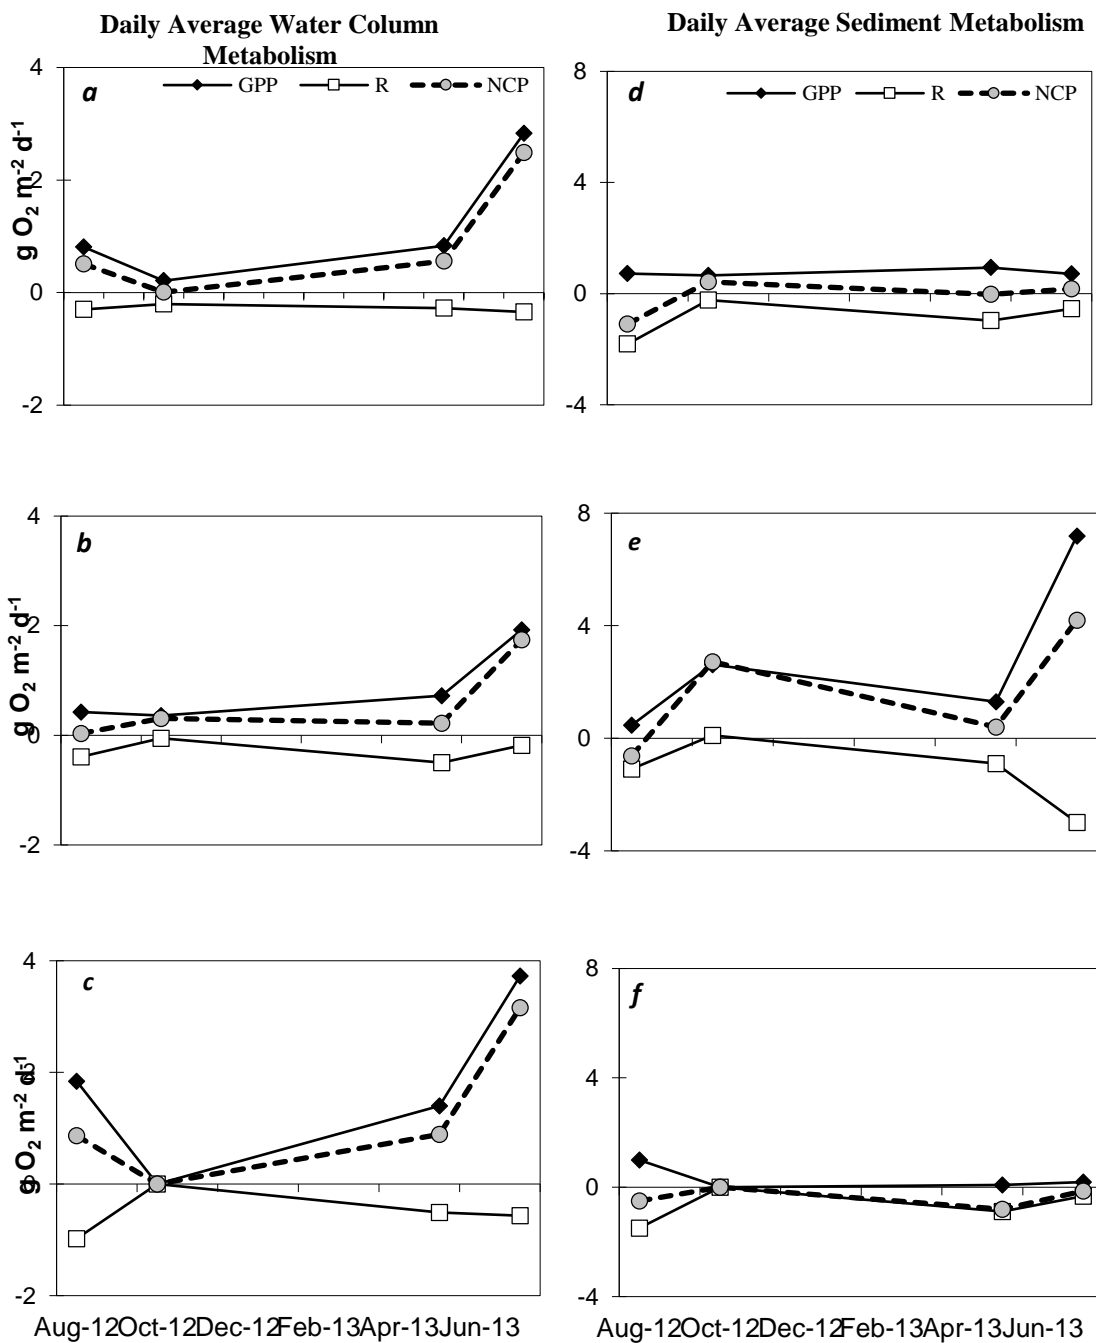 Daily Average Water Column
Metabolism
Daily Average Sediment Metabolism
4
a
GPP
R
NCP
g O2 m-2 d-1
2
0
-2
8
d
GPP
R
NCP
4
0
-4
4
b
g O2 m-2 d-1
2
0
-2
8
e
4
0
-4
4
c
g O2 m-2 d-1
2
0
-2
Aug-12Oct-12Dec-12Feb-13Apr-13Jun-13
8
f
4
0
-4
Aug-12Oct-12Dec-12Feb-13Apr-13Jun-13